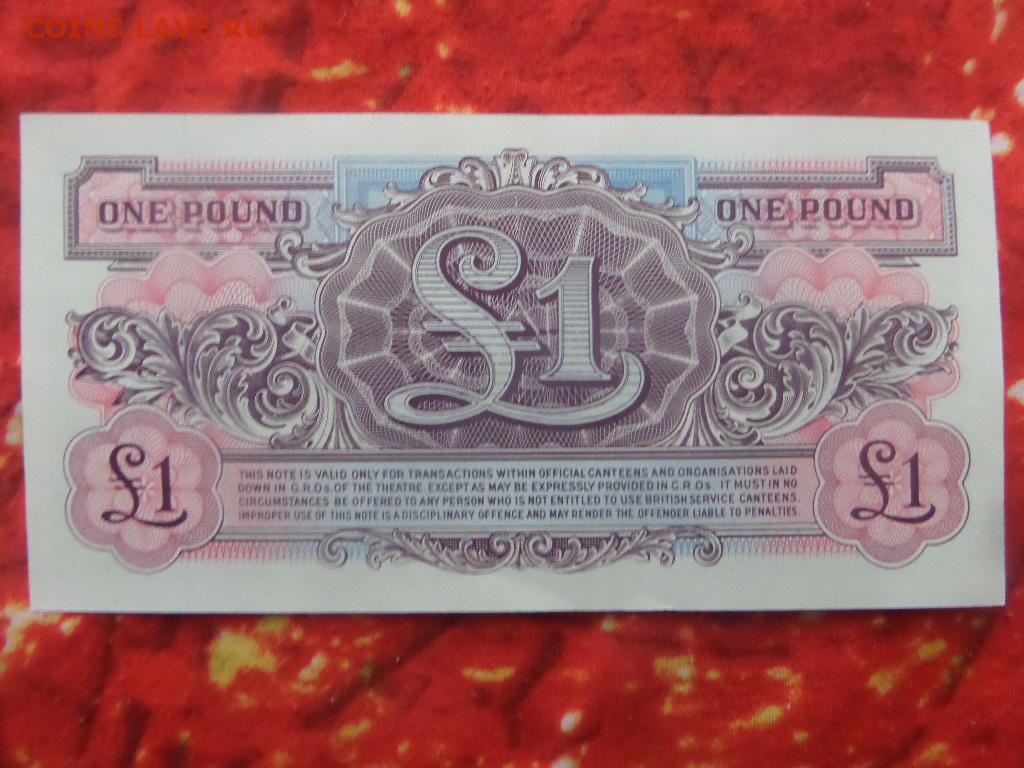 COINS.LAVE.RU
ONE POUND ONE POUND
£1
£1 £1
THIS NOTE IS VALID ONLY FOR TRANSACTIONS WITHIN OFFICIAL CANTEENS AND ORGANISATIONS LAID
DOWN IN G.R.Os. OF THE THEATRE EXCEPT AS MAY BE EXPRESSLY PROVIDED IN G.R Os. IT MUST IN NO
CIRCUMSTANCES BE OFFERED TO ANY PERSON WHO IS NOT ENTITLED TO USE BRITISH SERVICE CANTEENS.
IMPROPER USE OF THIS NOTE IS A DISCIPLINARY OFFENCE AND MAY RENDER THE OFFENDER LIABLE TO PENALTIES.